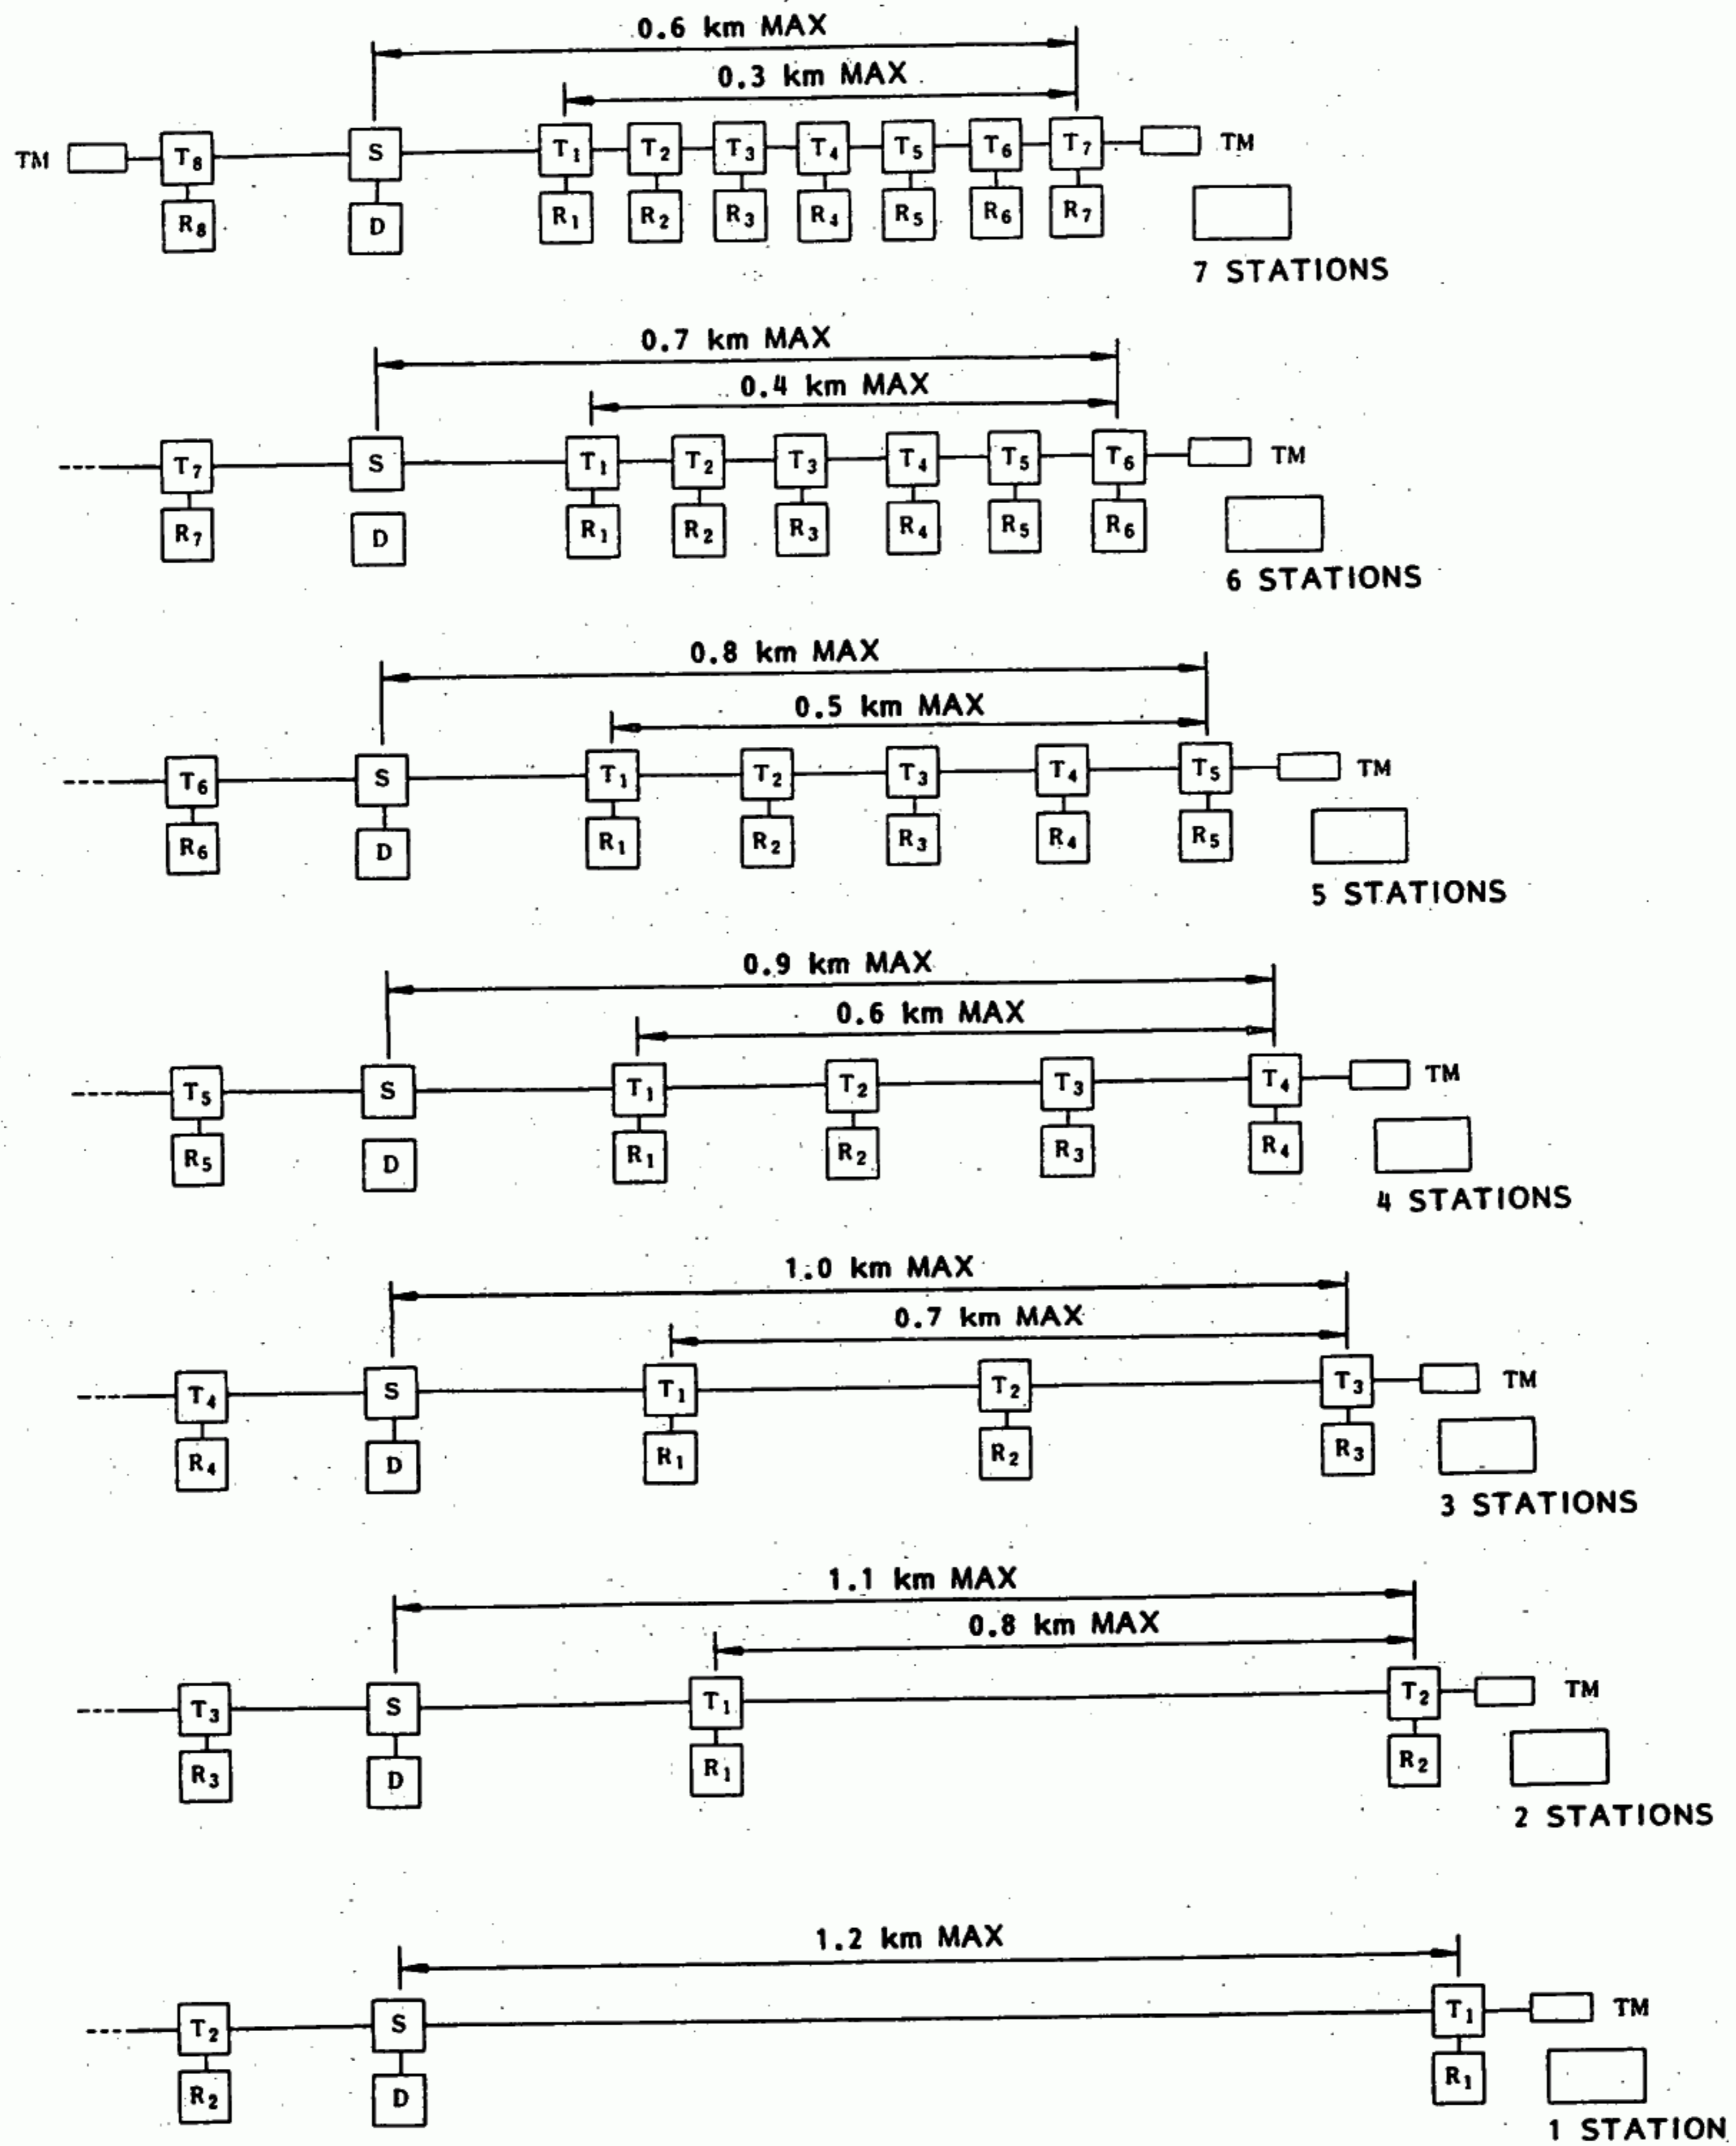 0.6 km MAX
0.3 km MAX
TM T8 S T1 T2 T3 T4 T5 T6 T7 TM
R8 D R1 R2 R3 R4 R5 R6 R7
7 STATIONS
0.7 km MAX
0.4 km MAX
T7 S T1 T2 T3 T4 T5 T6 TM
R7 D R1 R2 R3 R4 R5 R6
6 STATIONS
0.8 km MAX
0.5 km MAX
T6 S T1 T2 T3 T4 T5 TM
R6 D R1 R2 R3 R4 R5
5 STATIONS
0.9 km MAX
0.6 km MAX
T5 S T1 T2 T3 T4 TM
R5 D R1 R2 R3 R4
4 STATIONS
1.0 km MAX
0.7 km MAX
T4 S T1 T2 T3 TM
R4 D R1 R2 R3
3 STATIONS
1.1 km MAX
0.8 km MAX
T3 S T1 T2 TM
R3 D R1 R2
2 STATIONS
1.2 km MAX
T2 S T1 TM
R2 D R1
1 STATION